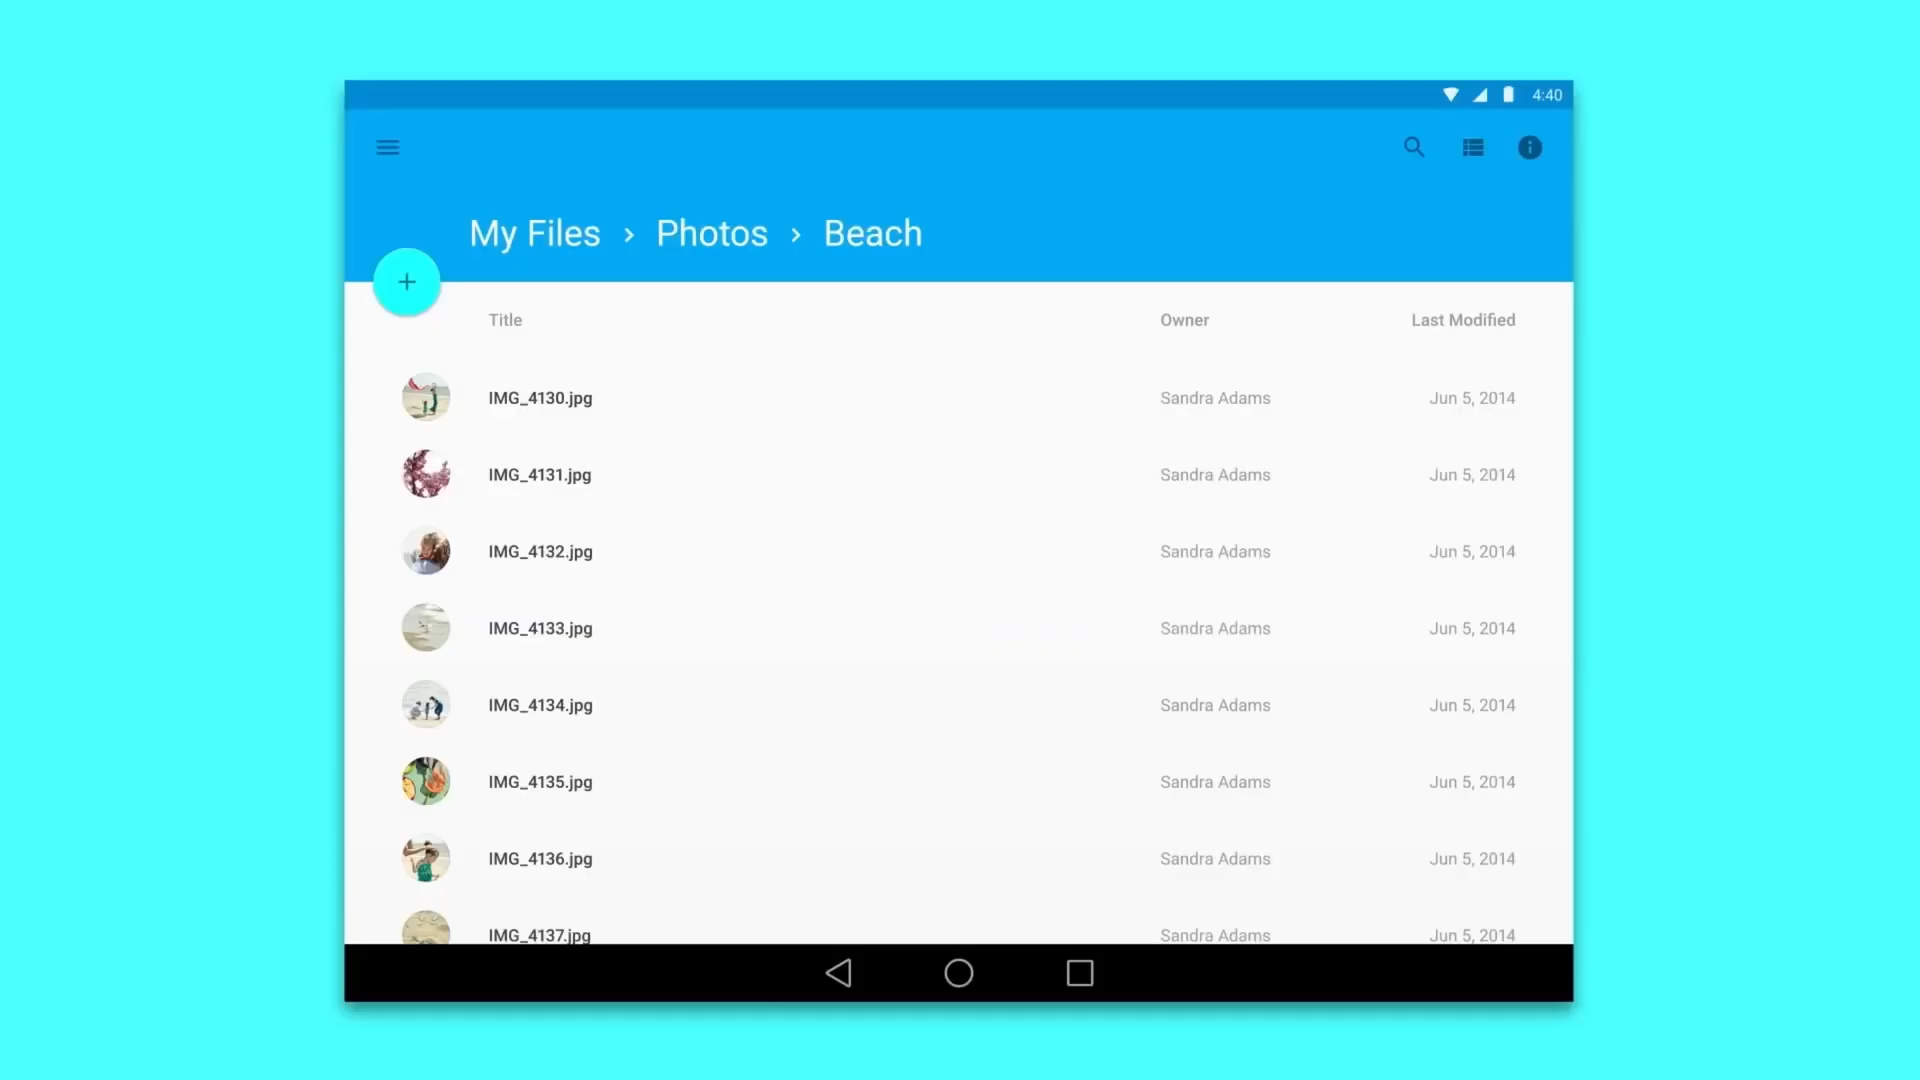 4:40
My Files > Photos > Beach
Title Owner Last Modified
IMG_4130.jpg Sandra Adams Jun 5, 2014
IMG_4131.jpg Sandra Adams Jun 5, 2014
IMG_4132.jpg Sandra Adams Jun 5, 2014
IMG_4133.jpg Sandra Adams Jun 5, 2014
IMG_4134.jpg Sandra Adams Jun 5, 2014
IMG_4135.jpg Sandra Adams Jun 5, 2014
IMG_4136.jpg Sandra Adams Jun 5, 2014
IMG_4137.jpg Sandra Adams Jun 5, 2014